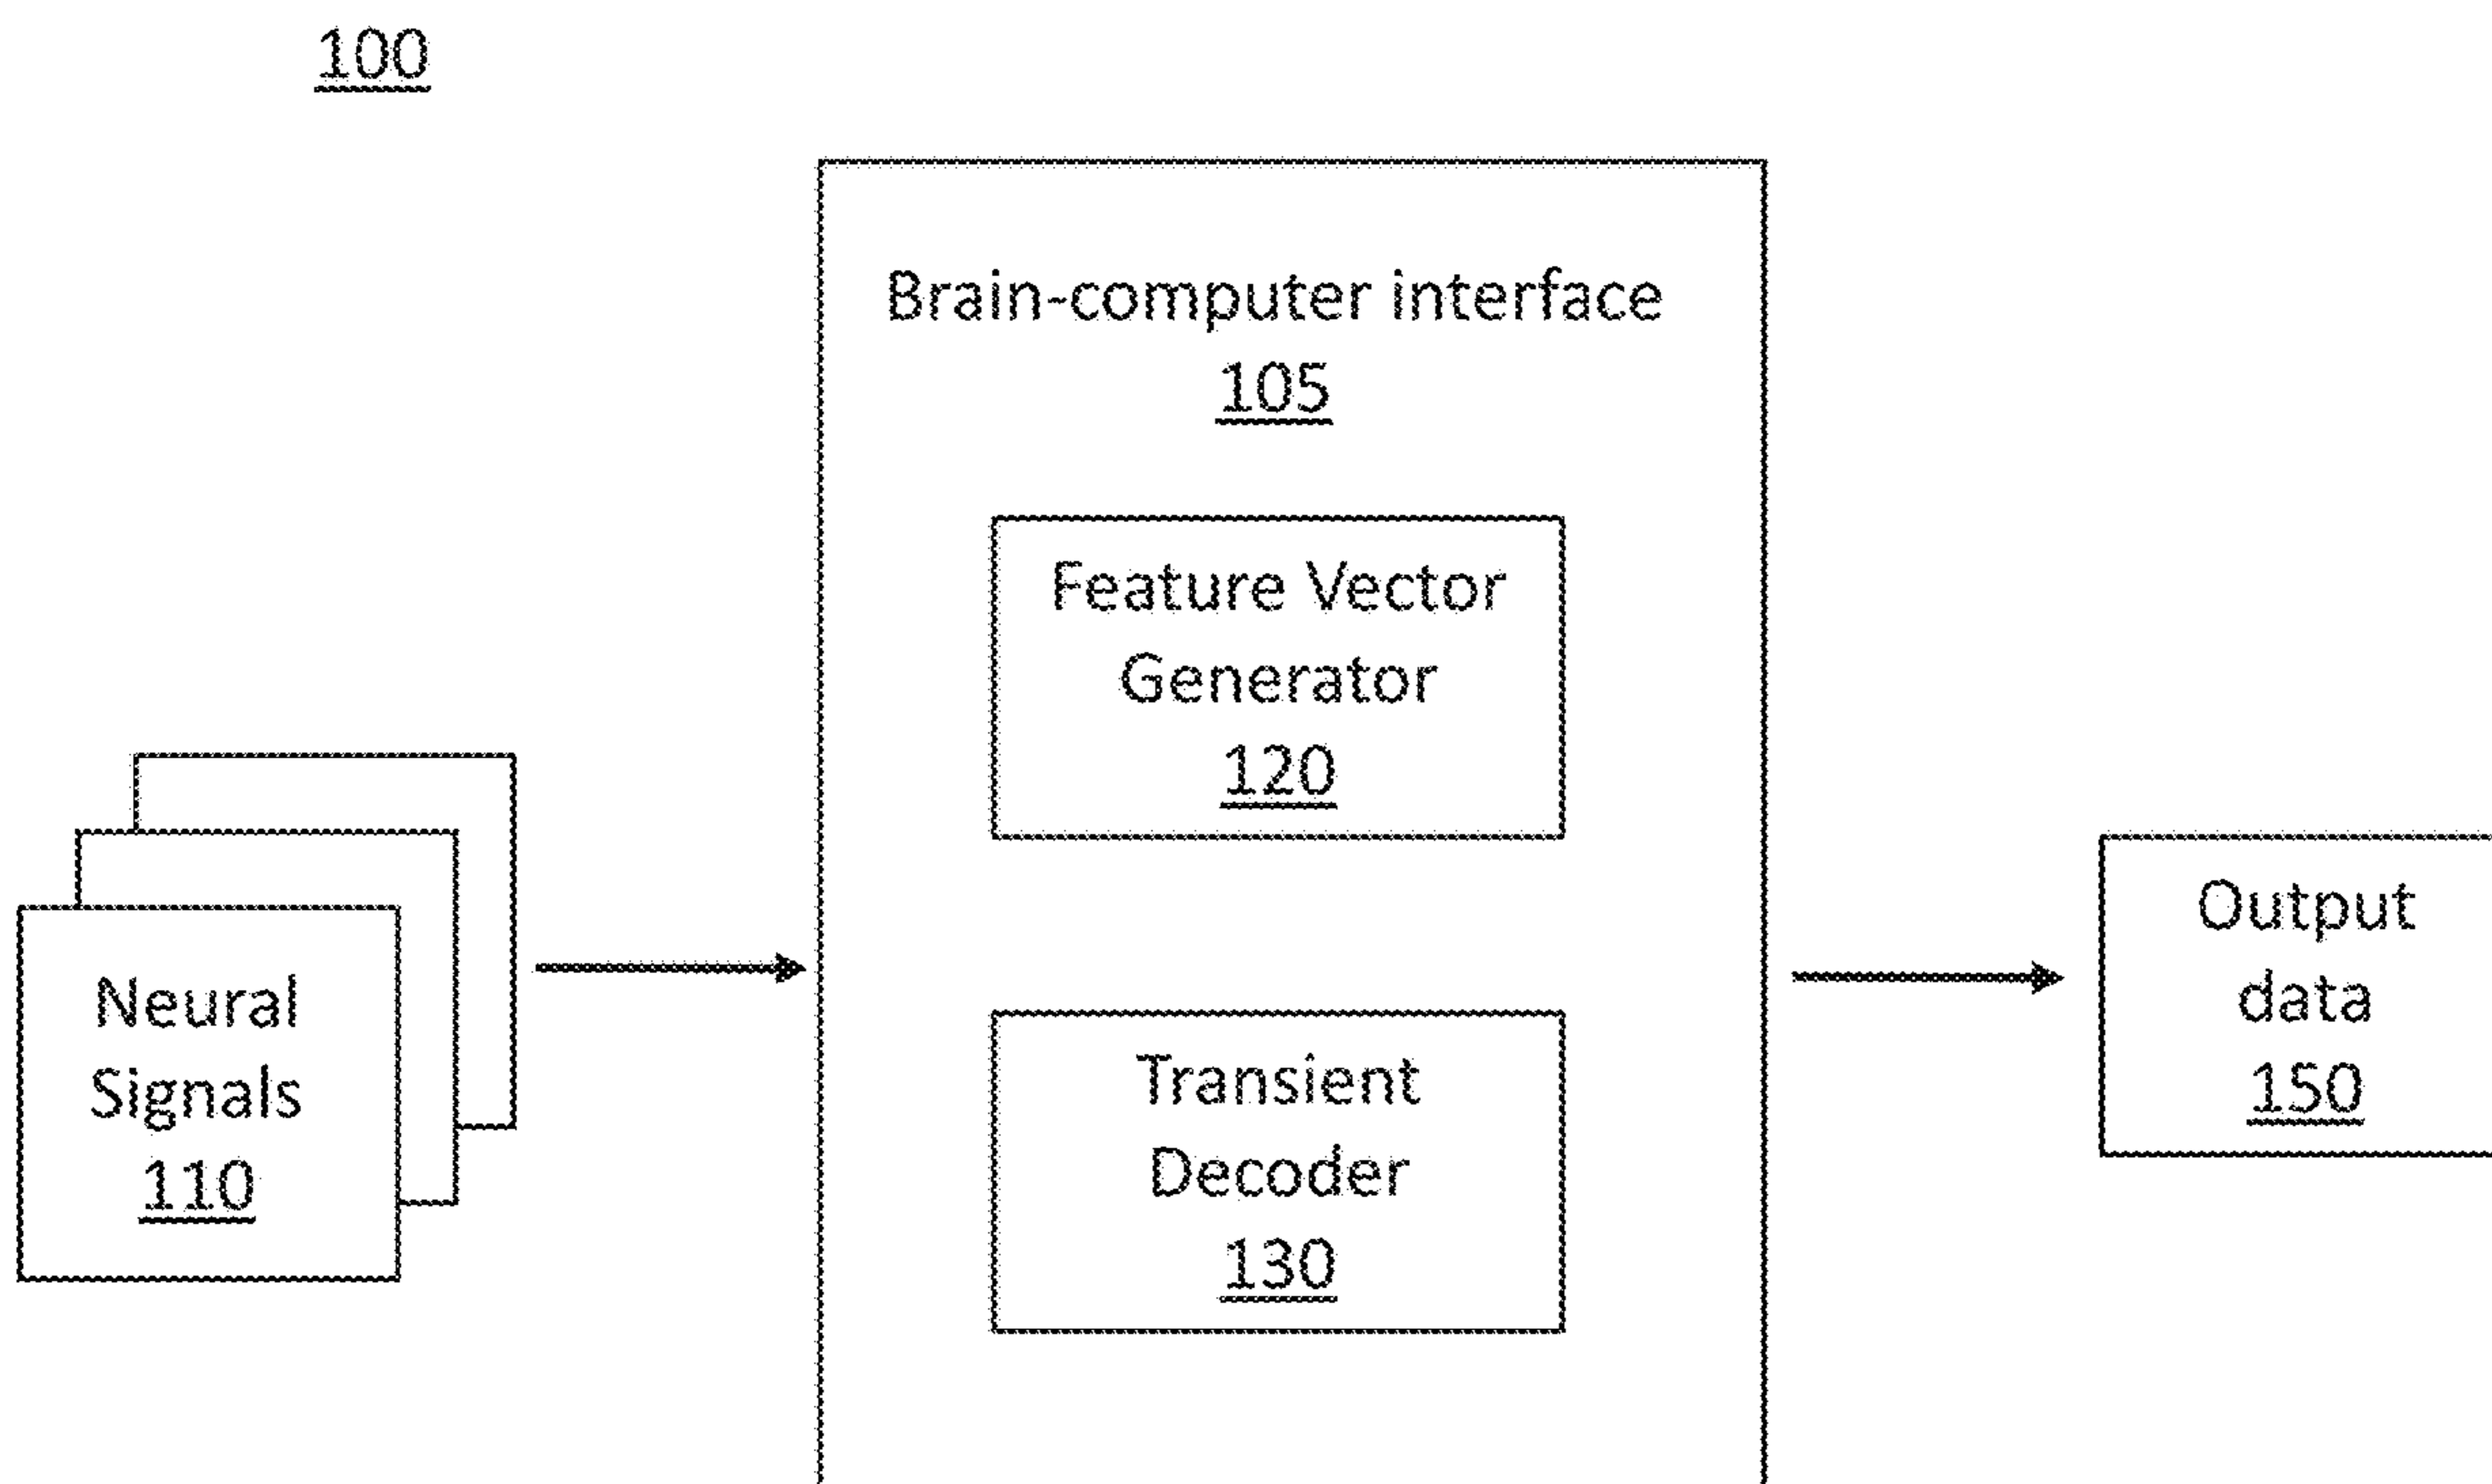 100
Brain-computer interface
105
Feature Vector
Generator
120
Neural
Signals
110
Transient
Decoder
130
Output
data
150